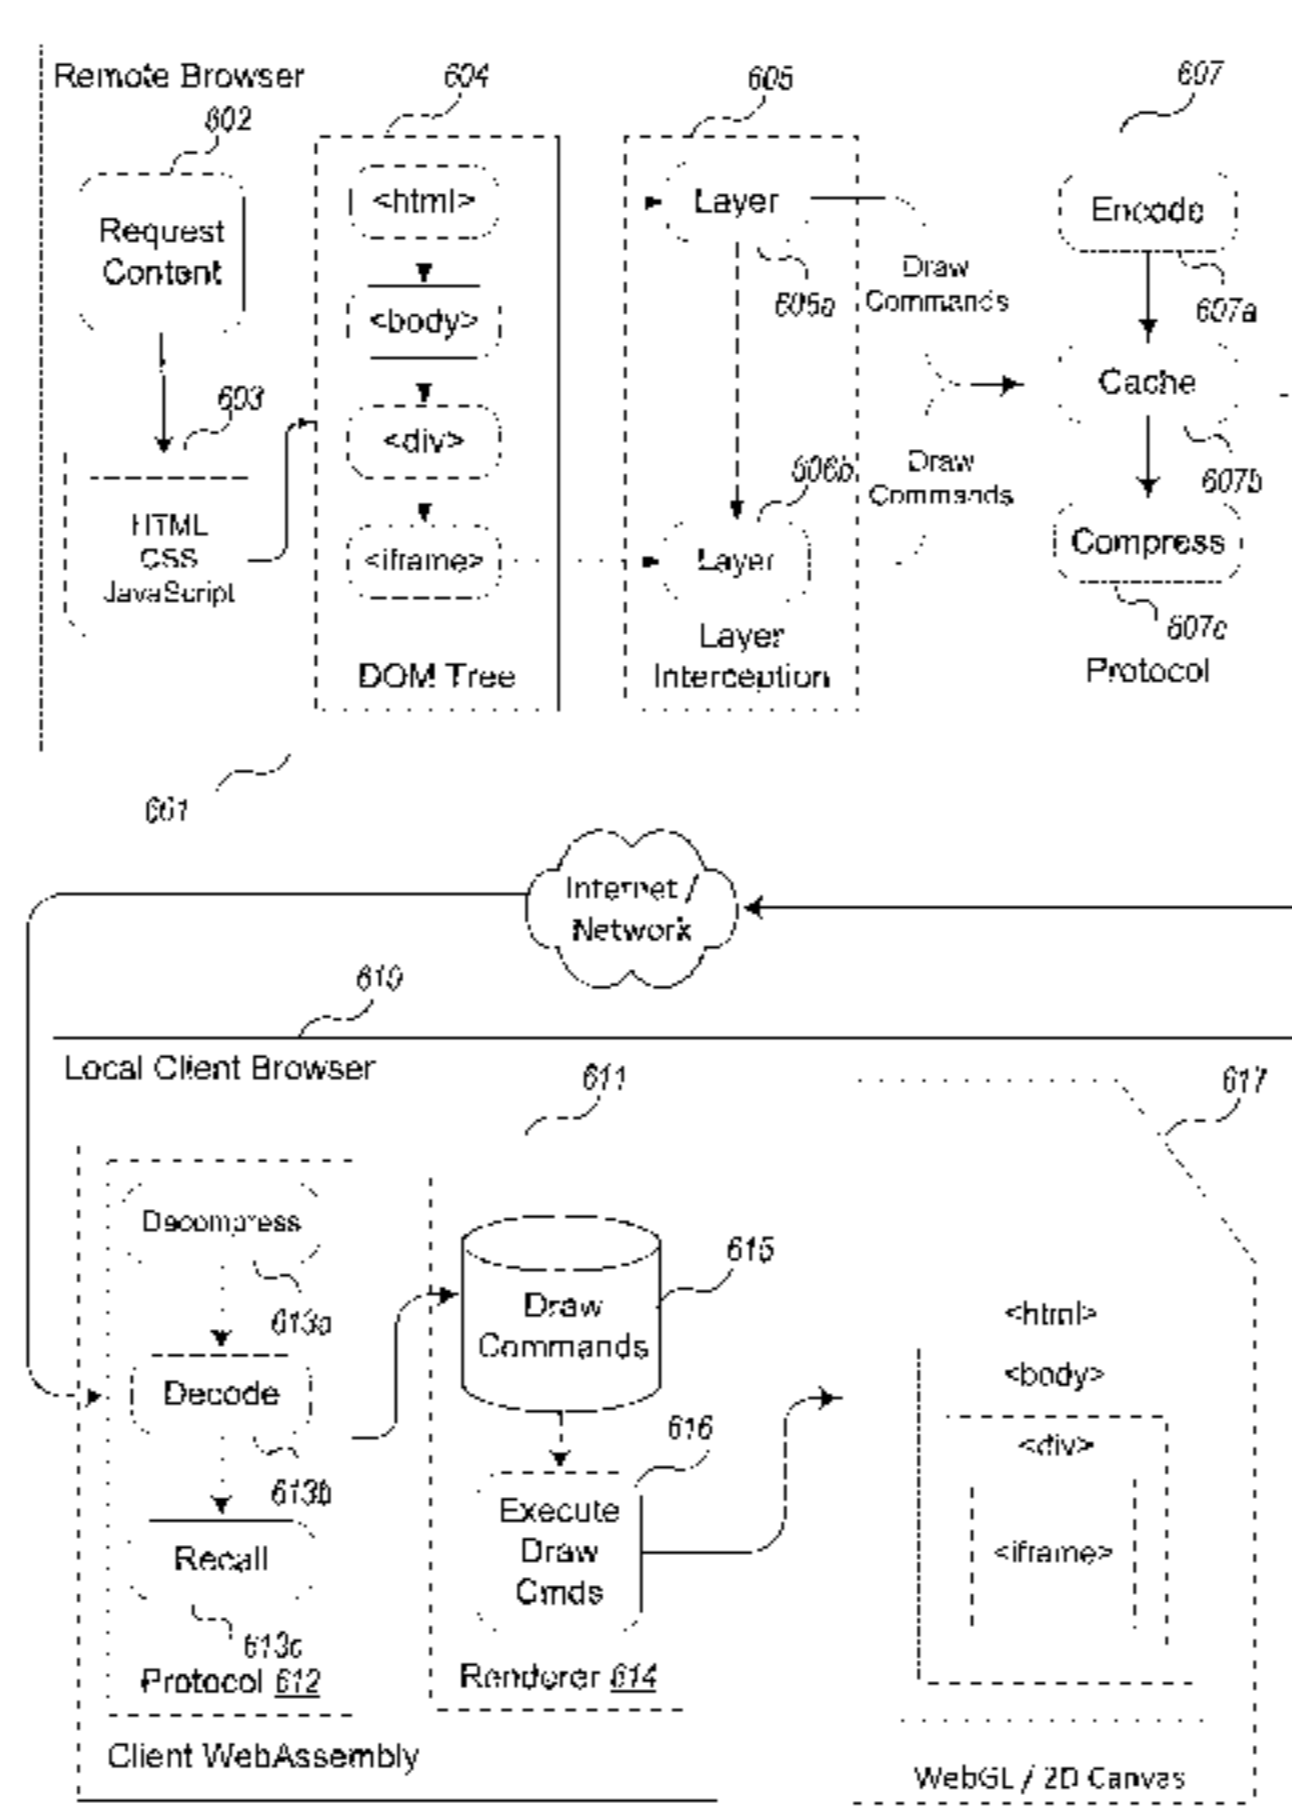 Remote Browser
602
604
605
607
Request
Content
603
HTML
CSS
JavaScript
<html>
<body>
<div>
<iframe>
DOM Tree
Layer
605a
606b
Layer
Layer
Interception
Draw
Commands
Draw
Commands
Encode
607a
Cache
607b
Compress
607c
Protocol
601
Internet /
Network
610
Local Client Browser
611
617
Decompress
613a
Decode
613b
Recall
613c
Protocol 612
Draw
Commands
615
616
Execute
Draw
Cmds
Renderer 614
Client WebAssembly
<html>
<body>
<div>
<iframe>
WebGL / 2D Canvas